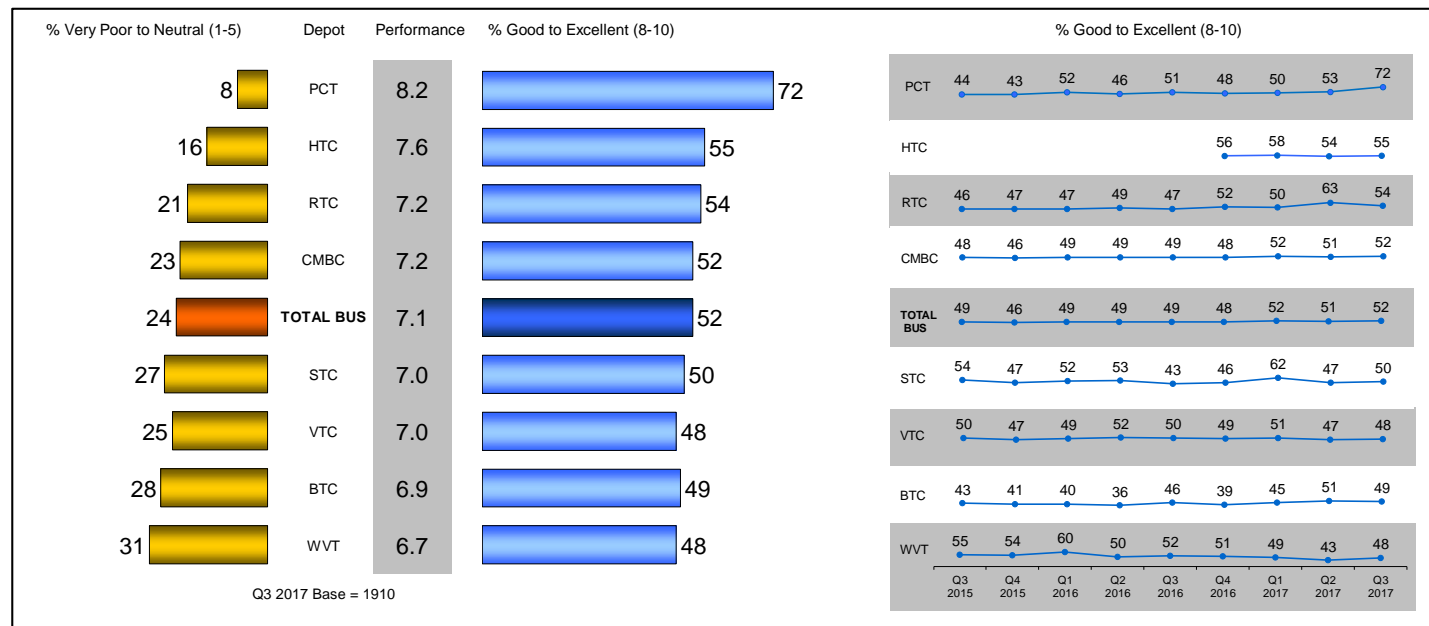 % Very Poor to Neutral (1-5) Depot Performance % Good to Excellent (8-10)
8 PCT 8.2 72
16 HTC 7.6 55
21 RTC 7.2 54
23 CMBC 7.2 52
24 TOTAL BUS 7.1 52
27 STC 7.0 50
25 VTC 7.0 48
28 BTC 6.9 49
31 WVT 6.7 48
Q3 2017 Base = 1910
% Good to Excellent (8-10)
PCT 44 43 52 46 51 48 50 53 72
HTC 56 58 54 55
RTC 46 47 47 49 47 52 50 63 54
CMBC 48 46 49 49 49 48 52 51 52
TOTAL
BUS 49 46 49 49 49 48 52 51 52
STC 54 47 52 53 43 46 62 47 50
VTC 50 47 49 52 50 49 51 47 48
BTC 43 41 40 36 46 39 45 51 49
WVT 55 54 60 50 52 51 49 43 48
Q3 Q4 Q1 Q2 Q3 Q4 Q1 Q2 Q3
2015 2015 2016 2016 2016 2016 2017 2017 2017